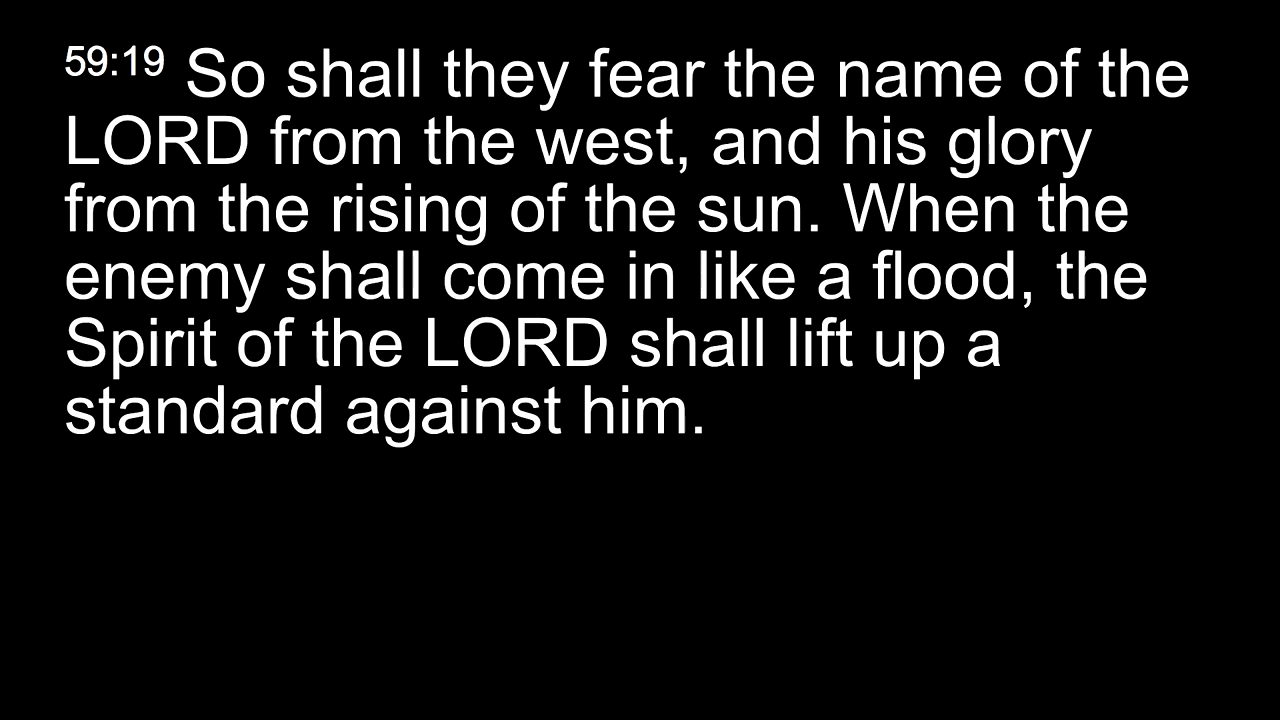 59:19 So shall they fear the name of the
LORD from the west, and his glory
from the rising of the sun. When the
enemy shall come in like a flood, the
Spirit of the LORD shall lift up a
standard against him.